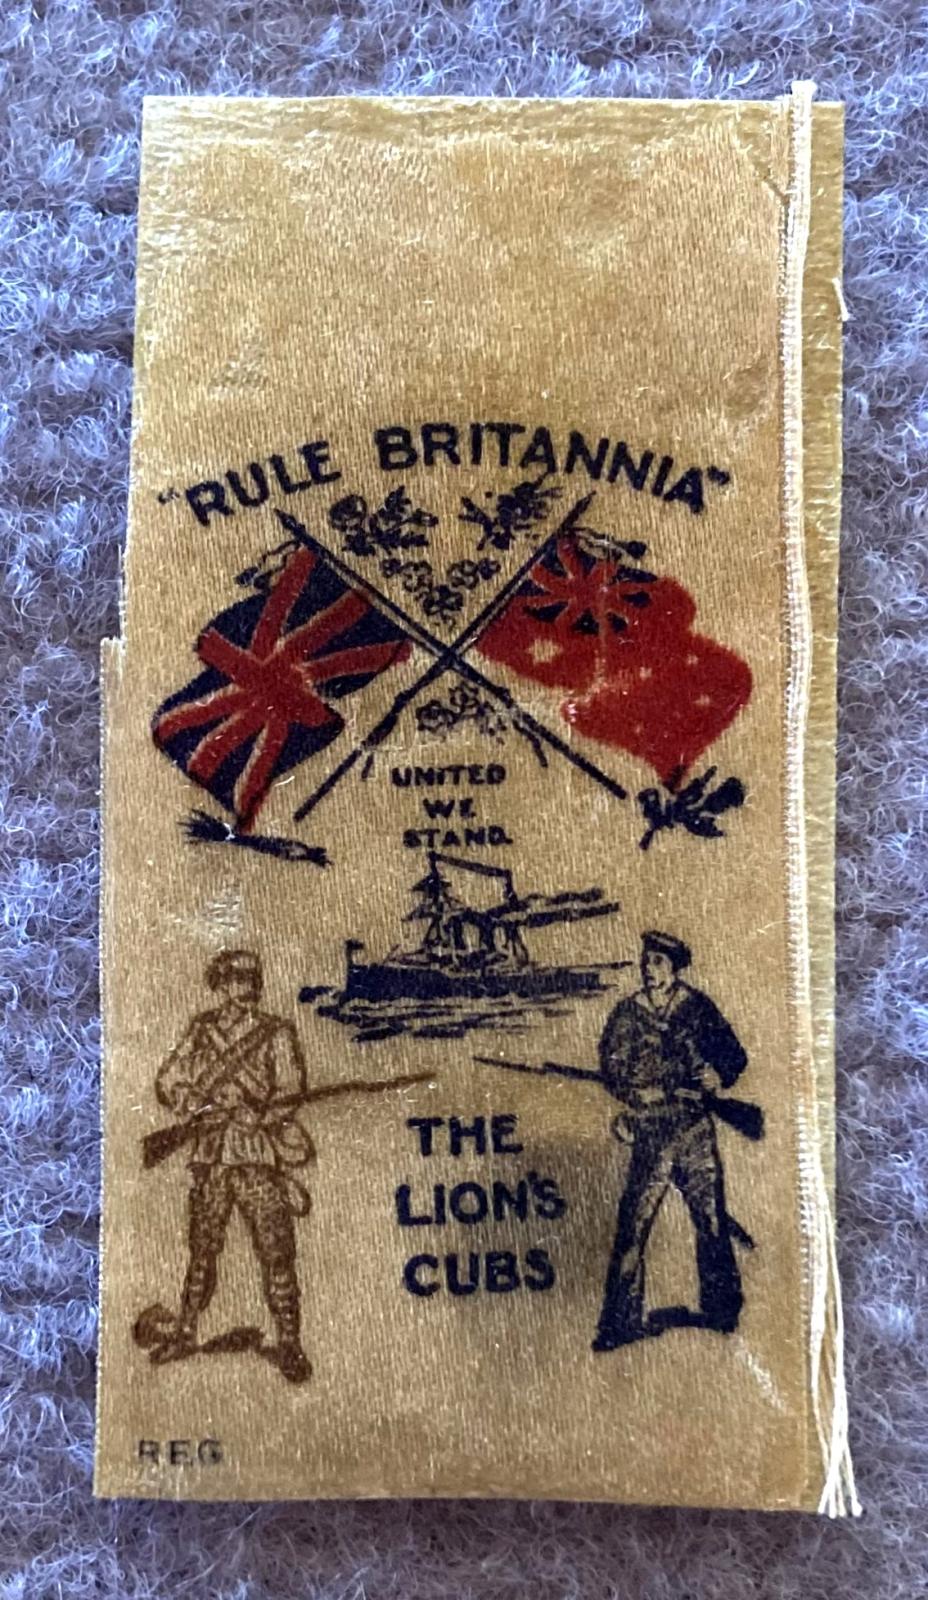 "RULE BRITANNIA"
UNITED
WE
STAND.
THE
LION'S
CUBS
REG